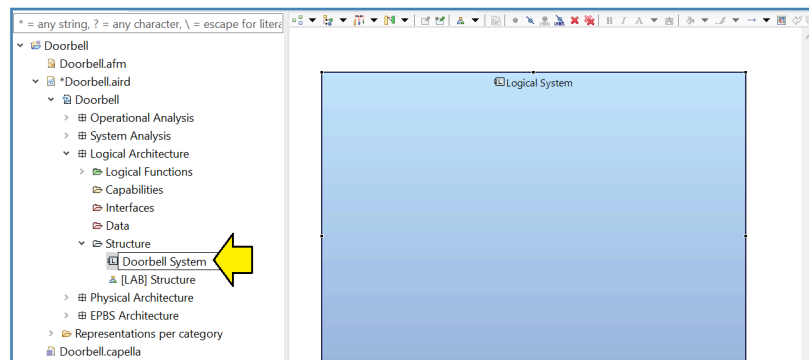 * = any string, ? = any character, \ = escape for litera
Doorbell
Doorbell.afm
*Doorbell.aird
Doorbell
Operational Analysis
System Analysis
Logical Architecture
Logical Functions
Capabilities
Interfaces
Data
Structure
Doorbell System
[LAB] Structure
Physical Architecture
EPBS Architecture
Representations per category
Doorbell.capella
B I A
Logical System